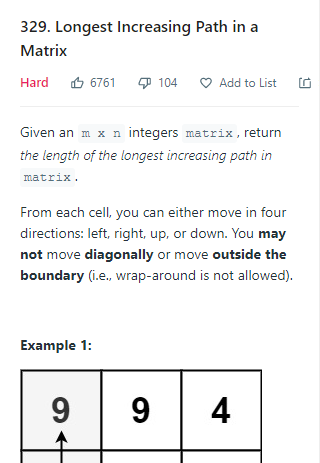 329. Longest Increasing Path in a
Matrix
Hard 6761 104 Add to List
Given an m x n integers matrix, return
the length of the longest increasing path in
matrix.
From each cell, you can either move in four
directions: left, right, up, or down. You may
not move diagonally or move outside the
boundary (i.e., wrap-around is not allowed).
Example 1:
9 9 4